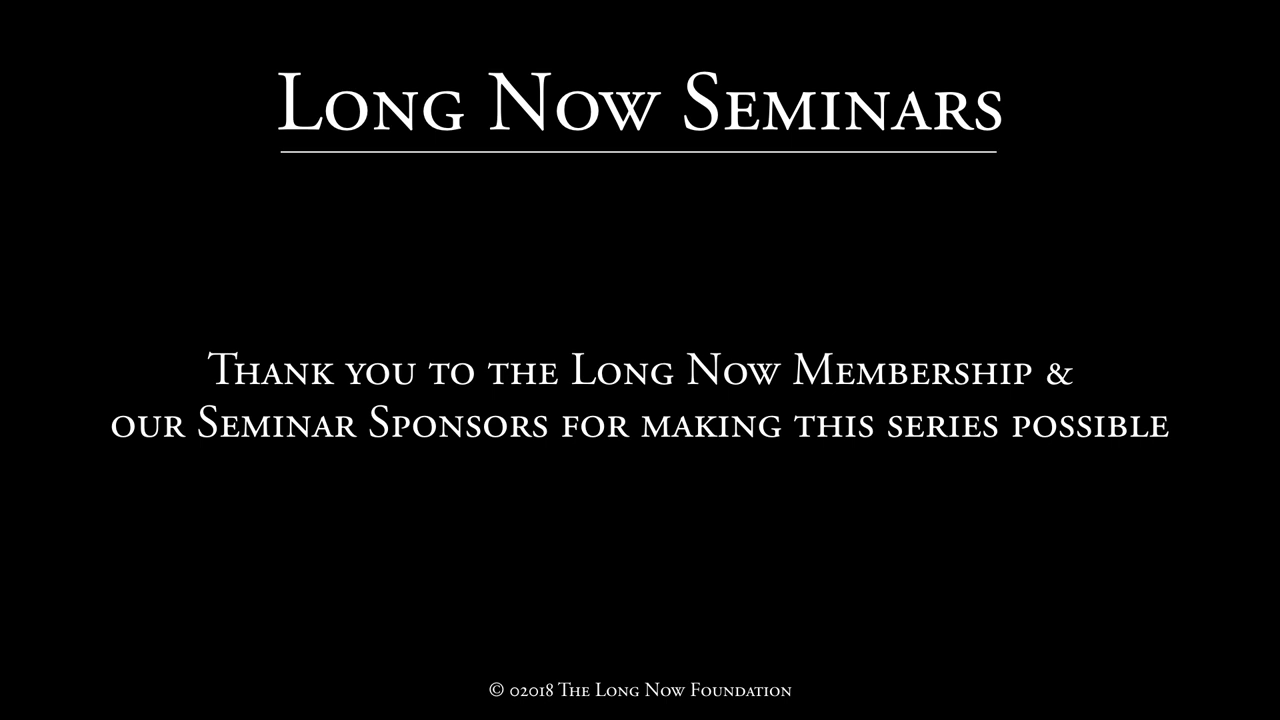 Long Now Seminars
Thank you to the Long Now Membership &
our Seminar Sponsors for making this series possible
© 02018 The Long Now Foundation